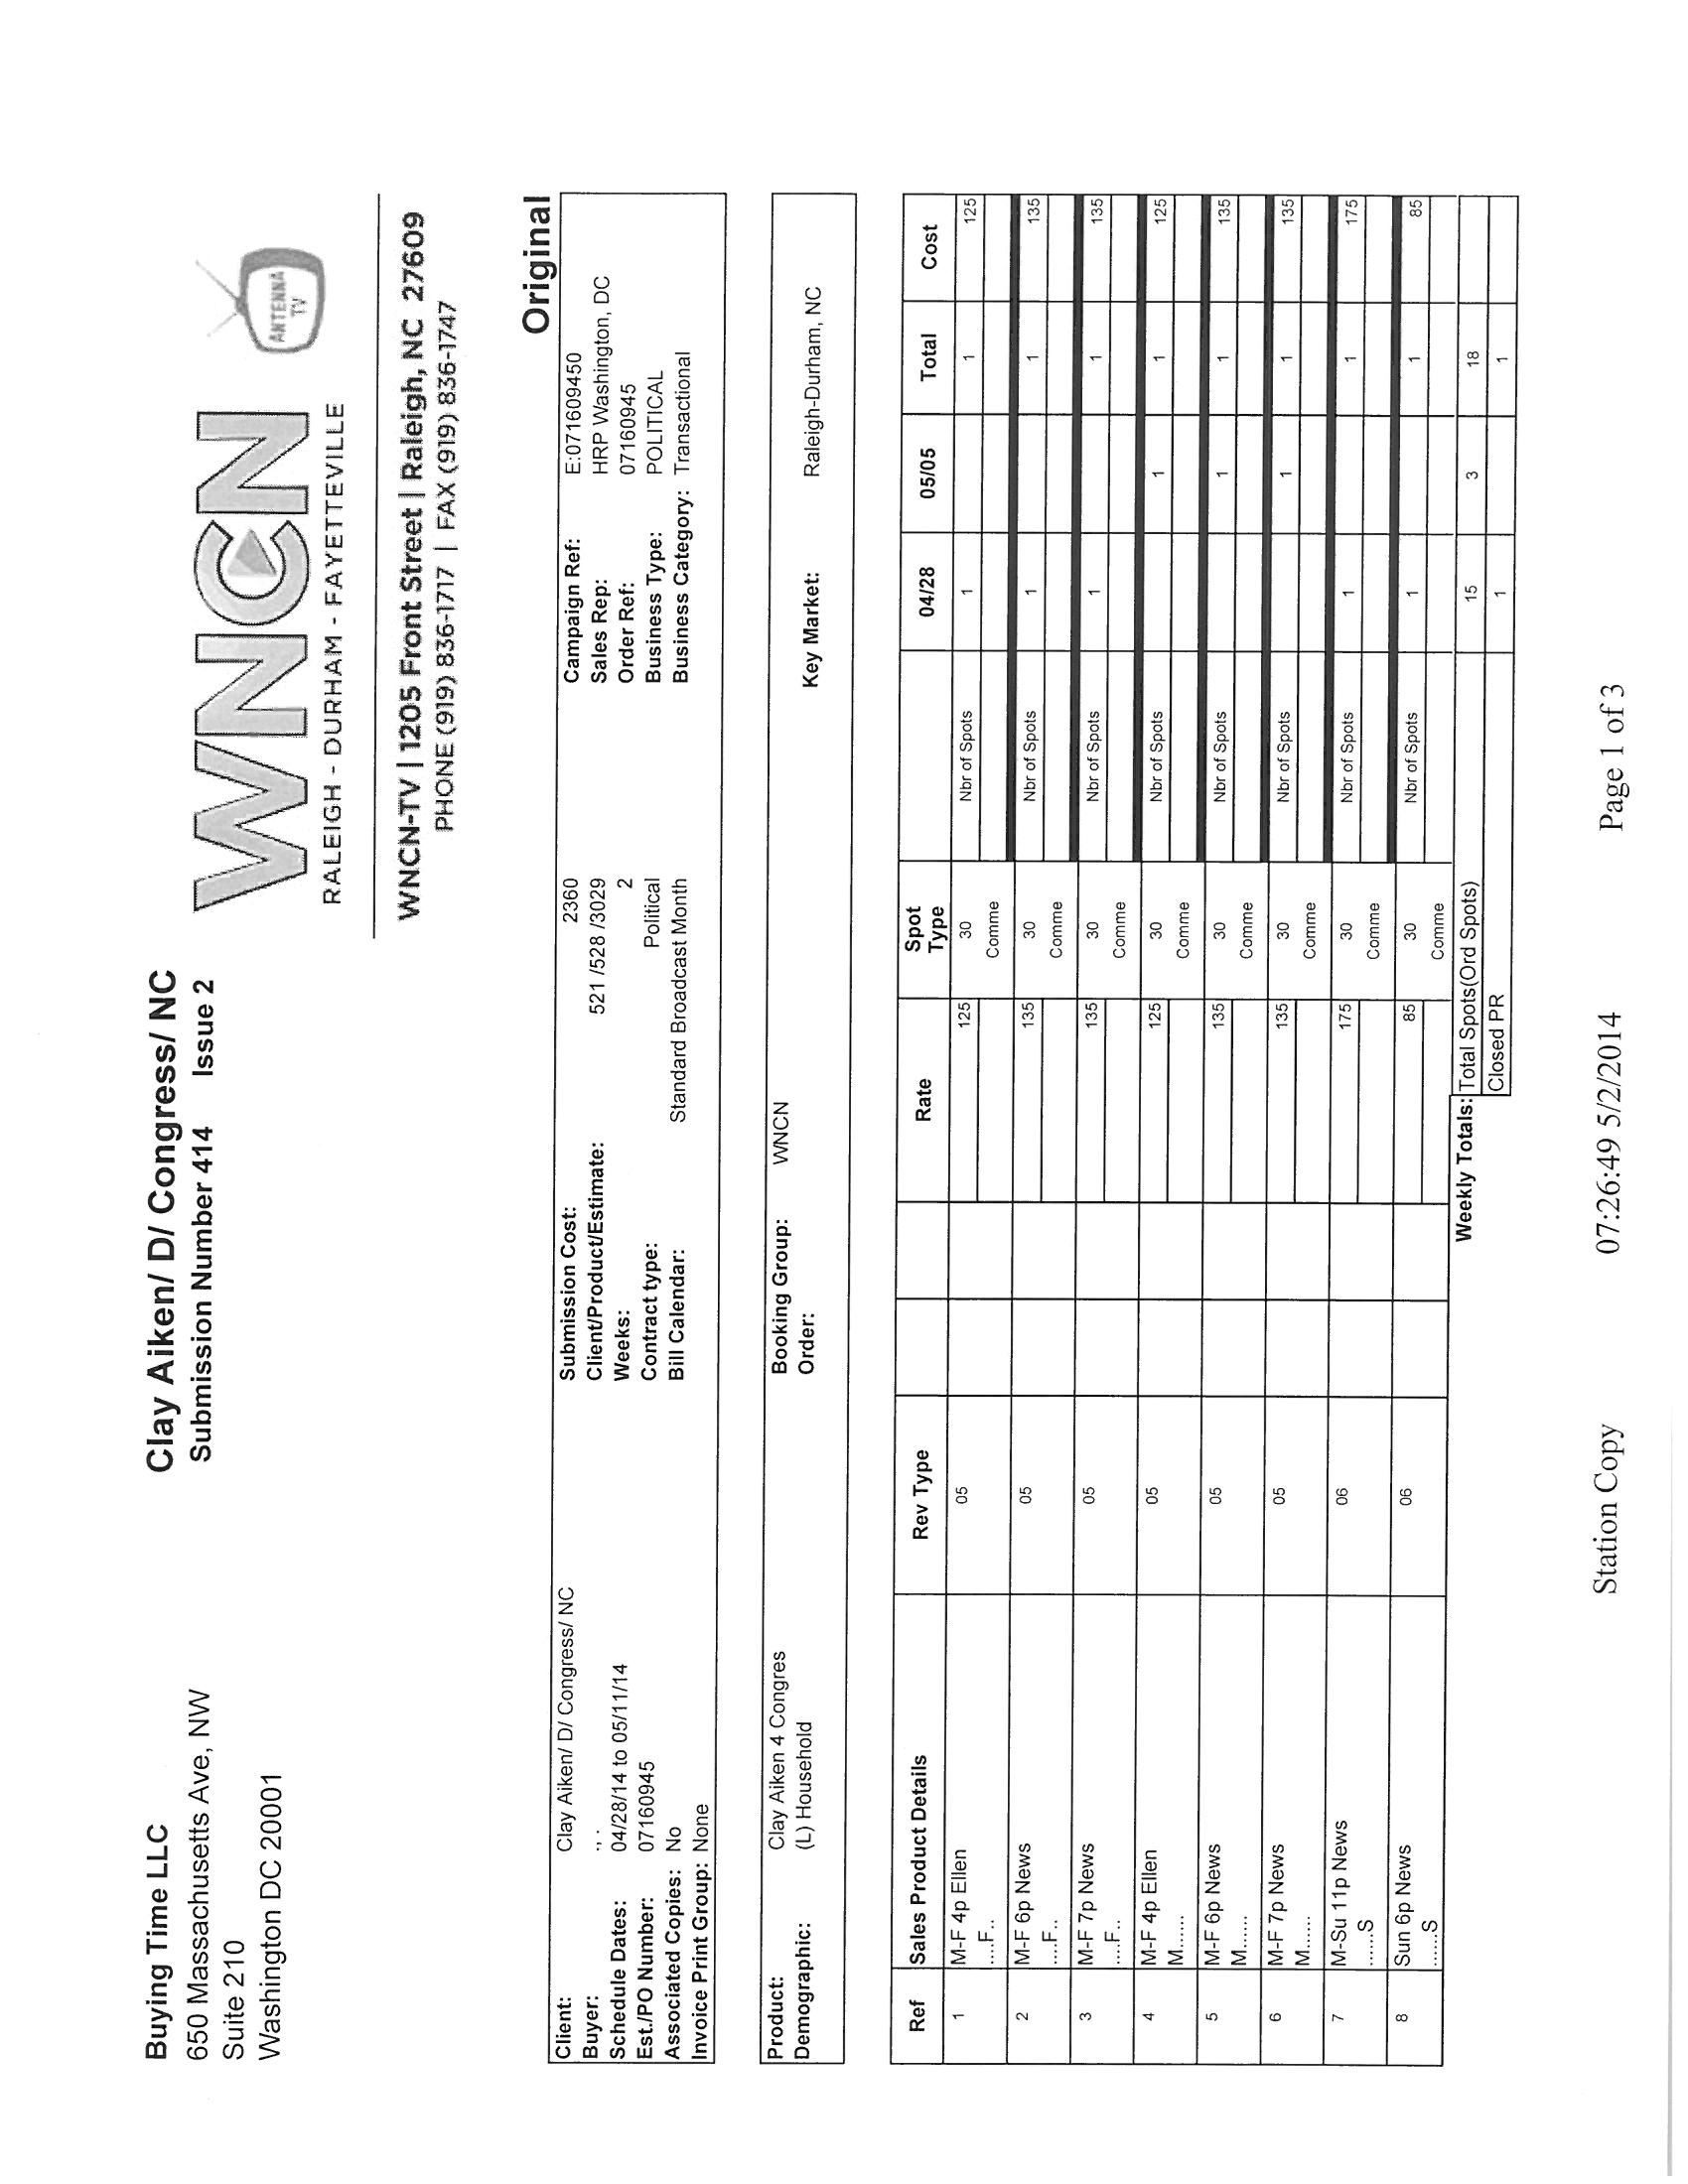 Buying Time LLC
650 Massachusetts Ave, NW
Suite 210
Washington DC 20001
Clay Aiken/ D/ Congress/ NC
Submission Number 414 Issue 2
WNCN
ANTENNA TV
RALEIGH - DURHAM - FAYETTEVILLE
WNCN-TV | 1205 Front Street | Raleigh, NC 27609
PHONE (919) 836-1717 | FAX (919) 836-1747
Original
Client: Clay Aiken/ D/ Congress/ NC Submission Cost: 2360 Campaign Ref: E:071609450
Buyer: ., . Client/Product/Estimate: 521 /528 /3029 Sales Rep: HRP Washington, DC
Schedule Dates: 04/28/14 to 05/11/14 Weeks: 2 Order Ref: 07160945
Est./PO Number: 07160945 Contract type: Political Business Type: POLITICAL
Associated Copies: No Bill Calendar: Standard Broadcast Month Business Category: Transactional
Invoice Print Group: None
Product: Clay Aiken 4 Congres Booking Group: WNCN
Demographic: (L) Household Order: Key Market: Raleigh-Durham, NC
Ref Sales Product Details Rev Type Rate Spot Type 04/28 05/05 Total Cost
1 M-F 4p Ellen 05 125 30 Nbr of Spots 1 1 125
....F.. Comme
2 M-F 6p News 05 135 30 Nbr of Spots 1 1 135
....F.. Comme
3 M-F 7p News 05 135 30 Nbr of Spots 1 1 135
....F.. Comme
4 M-F 4p Ellen 05 125 30 Nbr of Spots 1 1 125
M...... Comme
5 M-F 6p News 05 135 30 Nbr of Spots 1 1 135
M...... Comme
6 M-F 7p News 05 135 30 Nbr of Spots 1 1 135
M...... Comme
7 M-Su 11p News 06 175 30 Nbr of Spots 1 1 175
......S Comme
8 Sun 6p News 06 85 30 Nbr of Spots 1 1 85
......S Comme
Weekly Totals: Total Spots(Ord Spots) 15 3 18
Closed PR 1 1
Station Copy 07:26:49 5/2/2014 Page 1 of 3